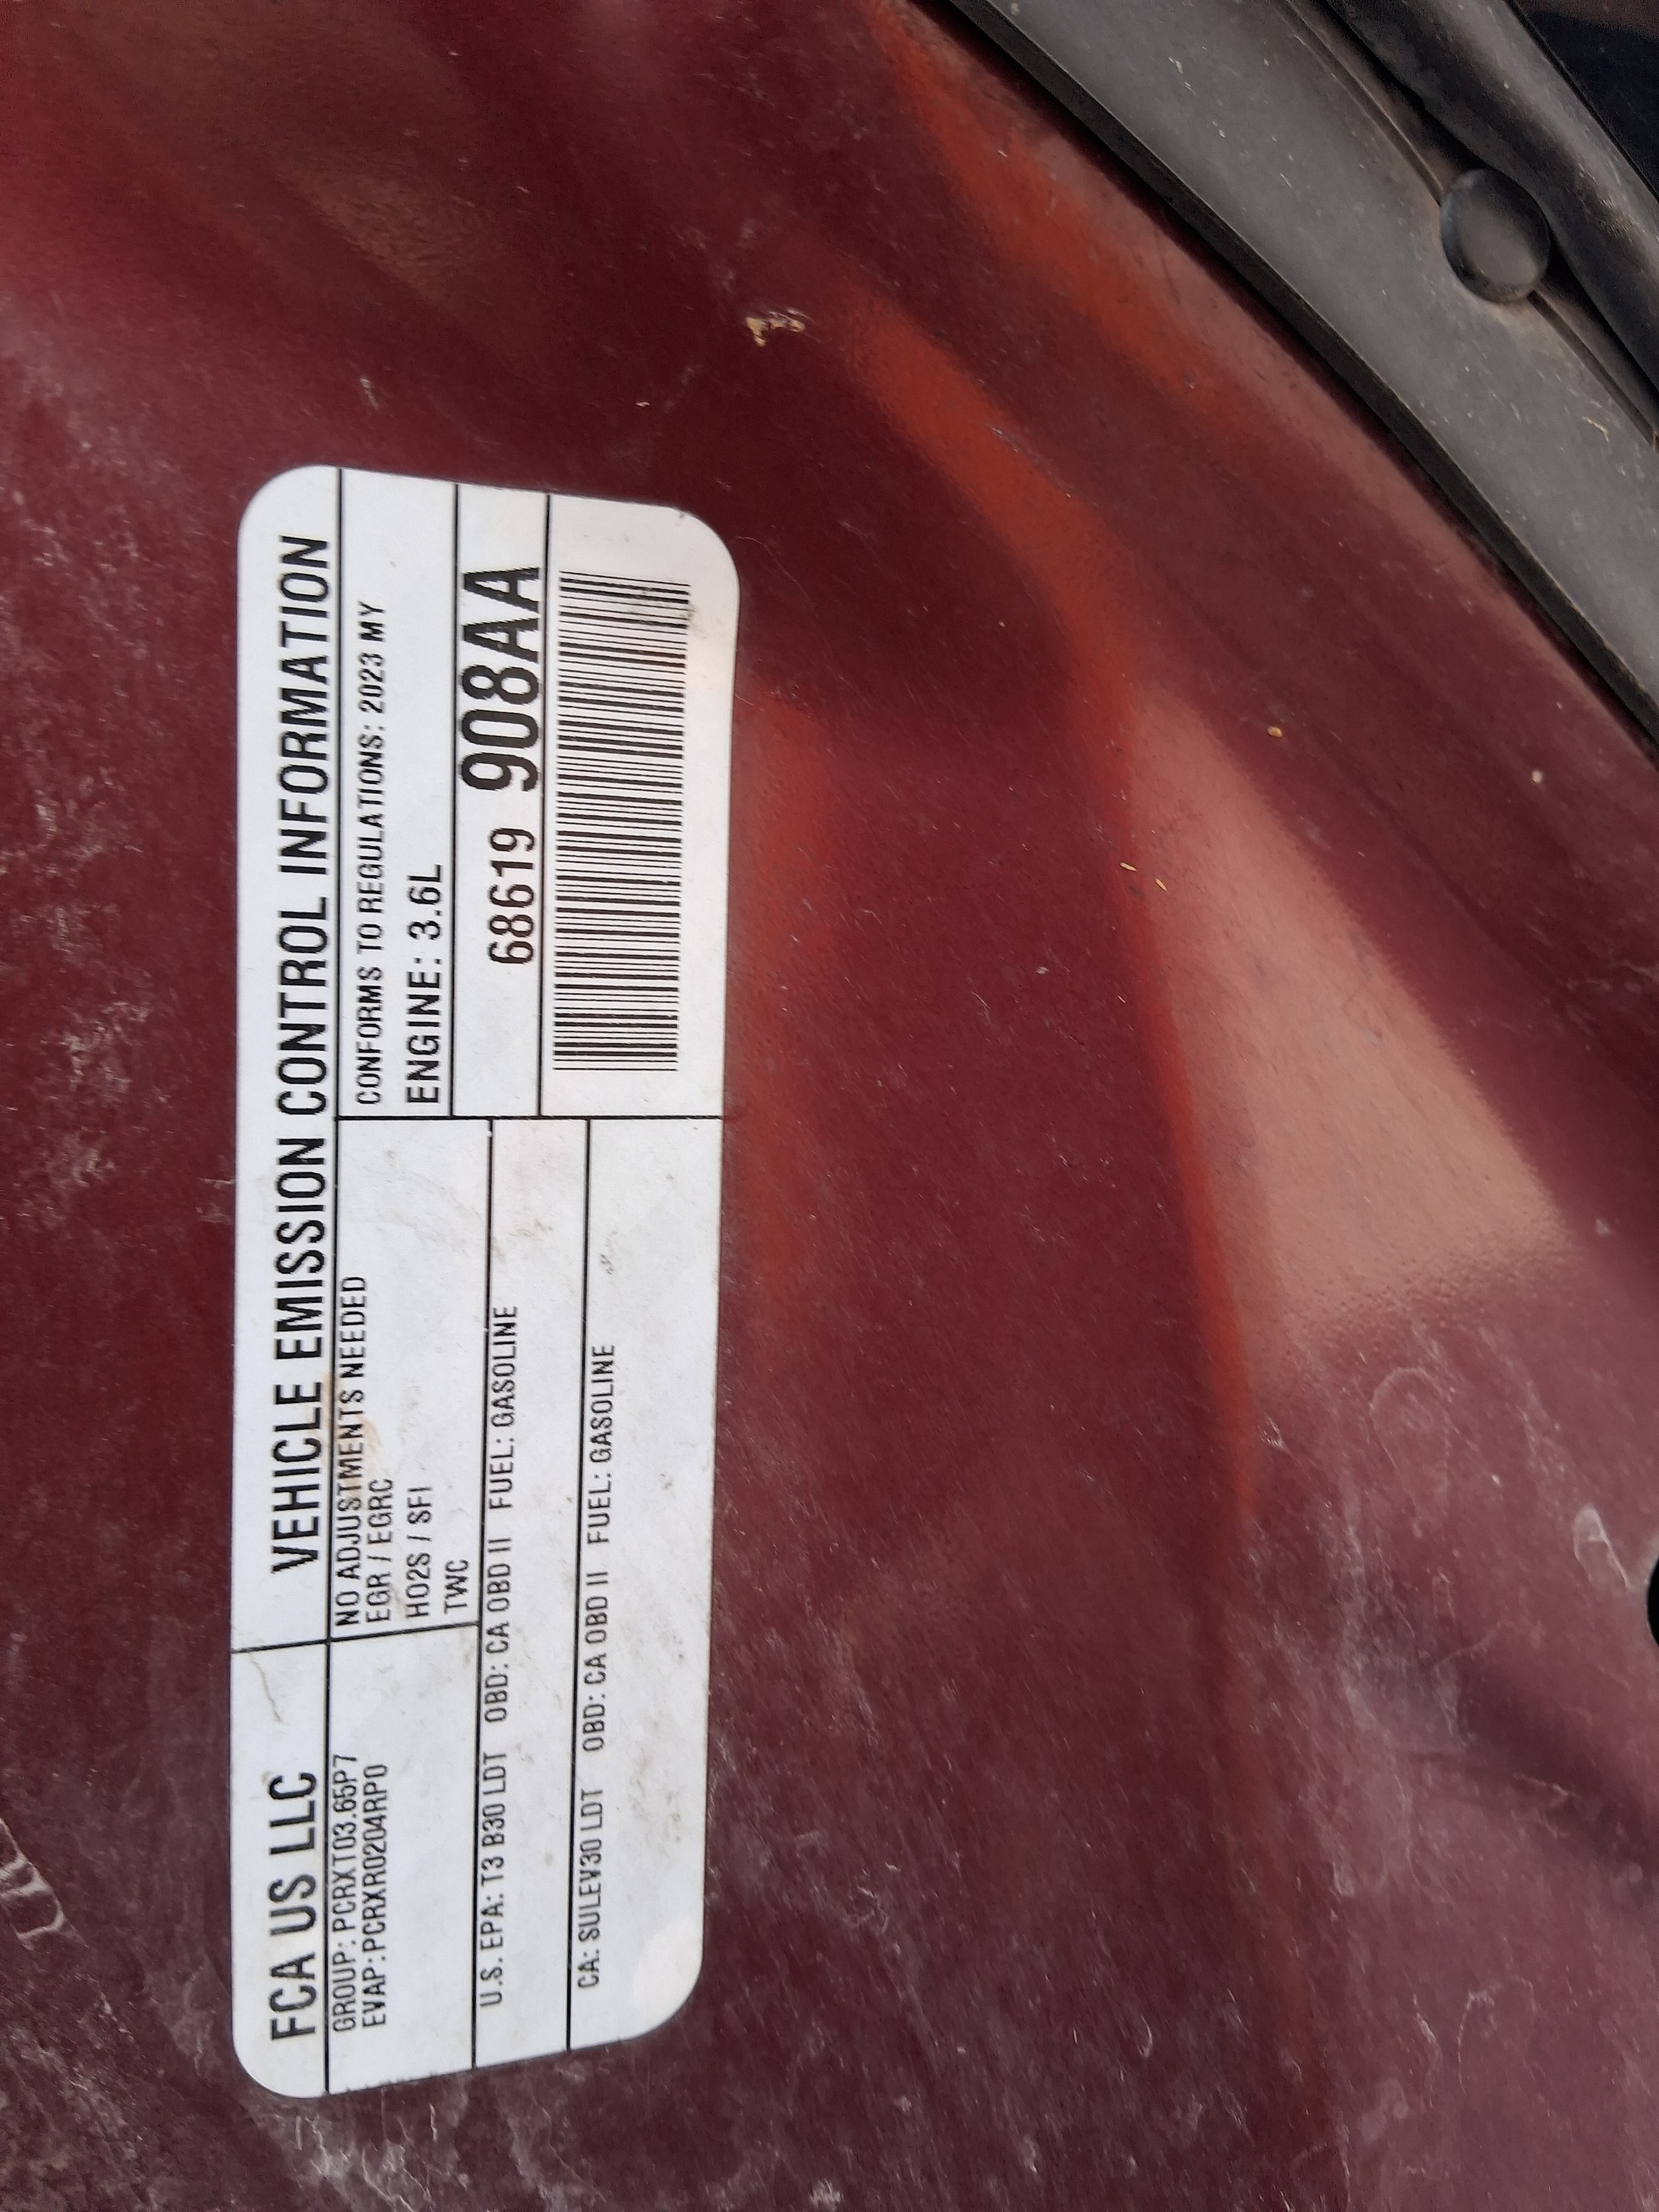 FCA US LLC
VEHICLE EMISSION CONTROL INFORMATION
GROUP: PCRXT03.65P7
EVAP: PCRXR0204RP0
NO ADJUSTMENTS NEEDED
EGR / EGRC
HO2S / SFI
TWC
CONFORMS TO REGULATIONS: 2023 MY
ENGINE: 3.6L
68619 908AA
U.S. EPA: T3 B30 LDT OBD: CA OBD II FUEL: GASOLINE
CA: SULEV30 LDT OBD: CA OBD II FUEL: GASOLINE